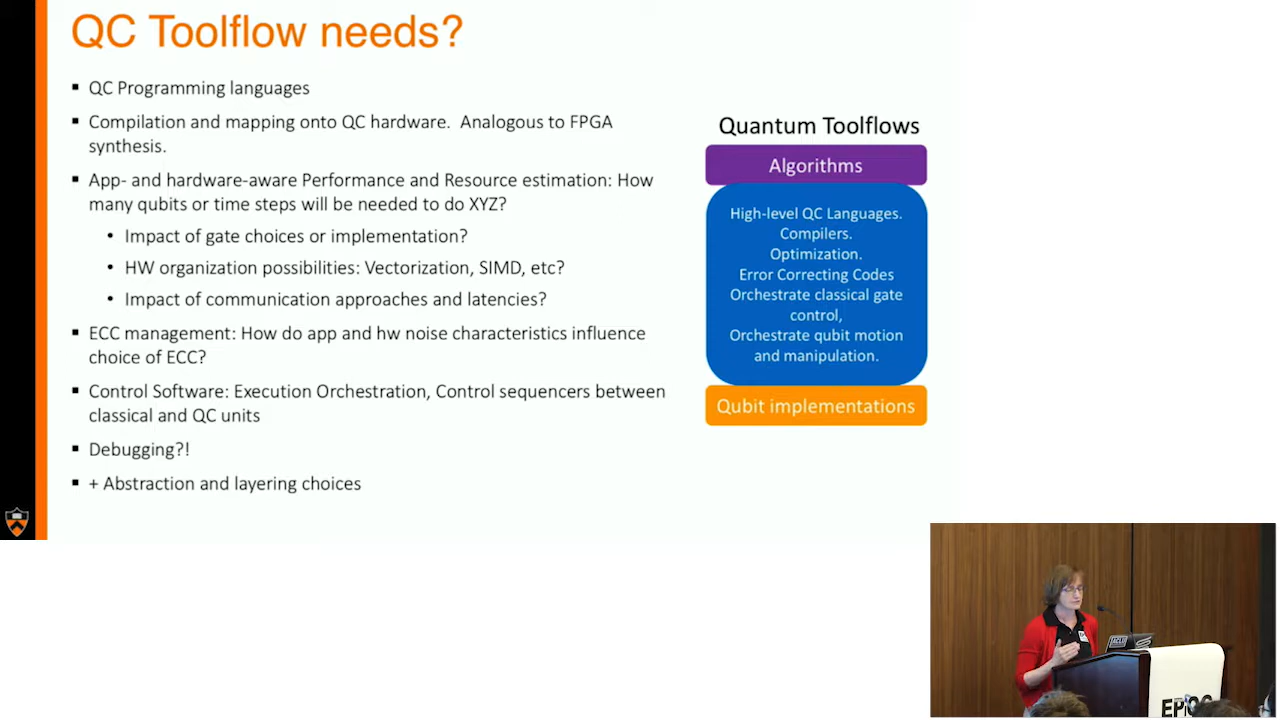 QC Toolflow needs?
▪ QC Programming languages
▪ Compilation and mapping onto QC hardware. Analogous to FPGA
synthesis.
▪ App- and hardware-aware Performance and Resource estimation: How
many qubits or time steps will be needed to do XYZ?
• Impact of gate choices or implementation?
• HW organization possibilities: Vectorization, SIMD, etc?
• Impact of communication approaches and latencies?
▪ ECC management: How do app and hw noise characteristics influence
choice of ECC?
▪ Control Software: Execution Orchestration, Control sequencers between
classical and QC units
▪ Debugging?!
▪ + Abstraction and layering choices
Quantum Toolflows
Algorithms
High-level QC Languages.
Compilers.
Optimization.
Error Correcting Codes
Orchestrate classical gate
control,
Orchestrate qubit motion
and manipulation.
Qubit implementations